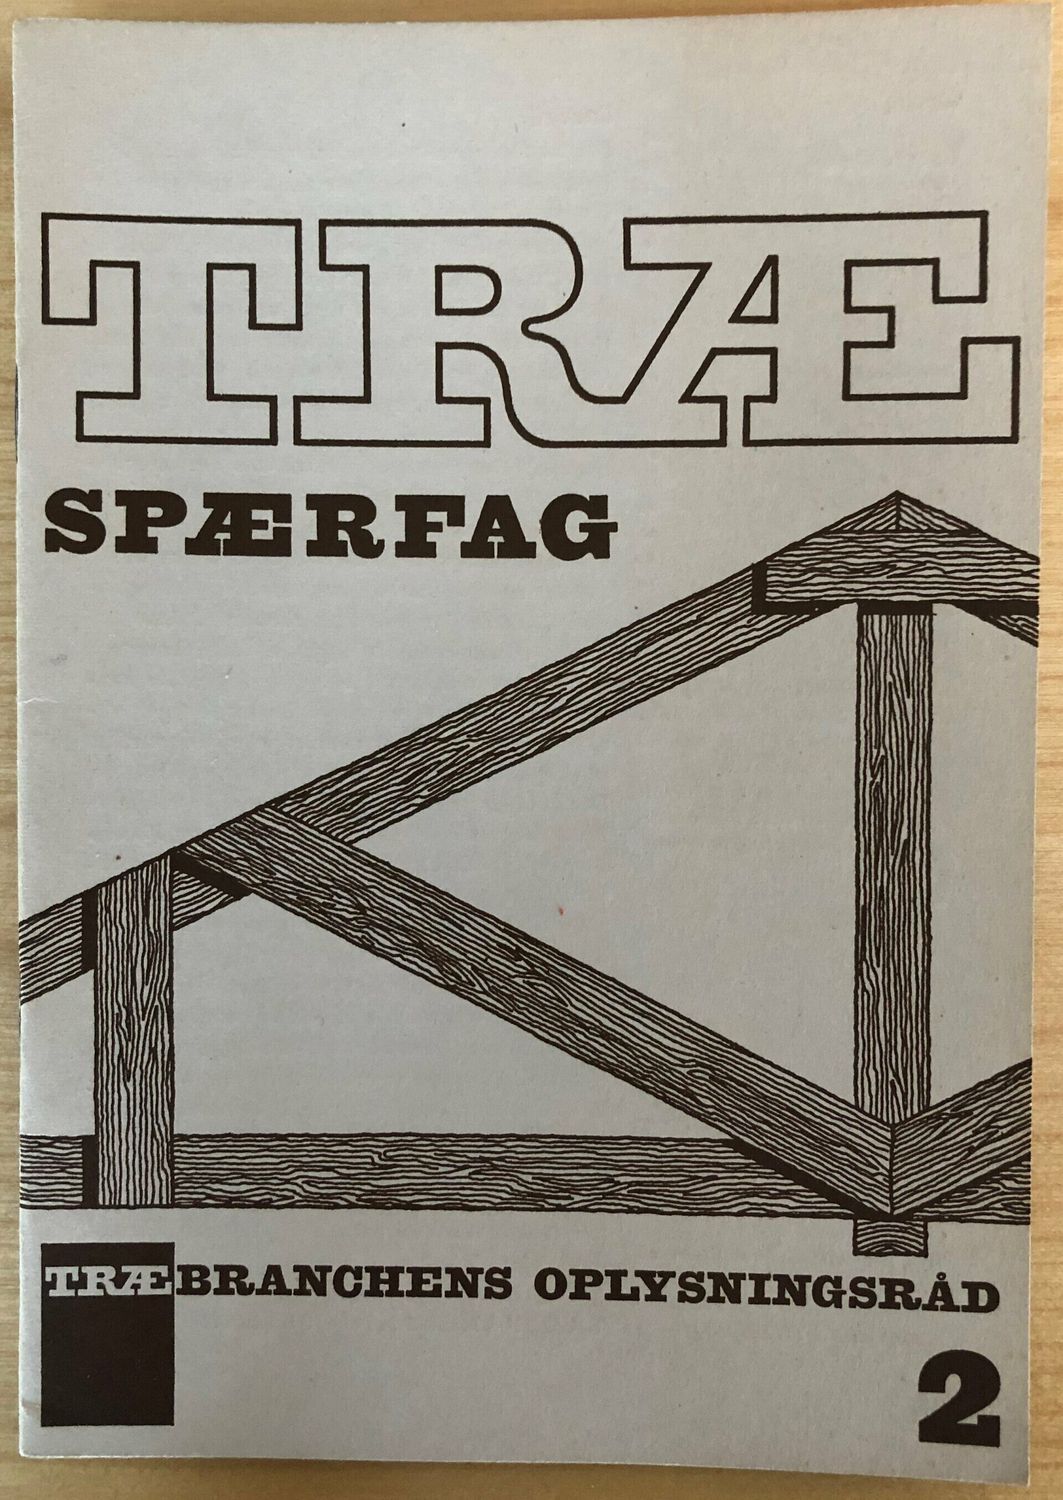 TRÆ
SPÆRFAG
TRÆBRANCHENS OPLYSNINGSRÅD
2